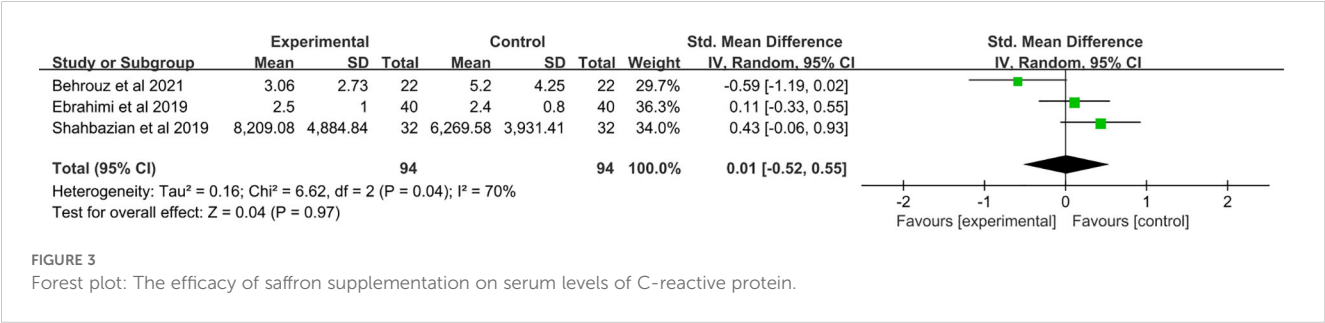 Experimental Control Std. Mean Difference Std. Mean Difference
Study or Subgroup Mean SD Total Mean SD Total Weight IV, Random, 95% CI IV, Random, 95% CI
Behrouz et al 2021 3.06 2.73 22 5.2 4.25 22 29.7% -0.59 [-1.19, 0.02]
Ebrahimi et al 2019 2.5 1 40 2.4 0.8 40 36.3% 0.11 [-0.33, 0.55]
Shahbazian et al 2019 8,209.08 4,884.84 32 6,269.58 3,931.41 32 34.0% 0.43 [-0.06, 0.93]
Total (95% CI) 94 94 100.0% 0.01 [-0.52, 0.55]
Heterogeneity: Tau² = 0.16; Chi² = 6.62, df = 2 (P = 0.04); I² = 70%
Test for overall effect: Z = 0.04 (P = 0.97)
-2 -1 0 1 2
Favours [experimental] Favours [control]
FIGURE 3
Forest plot: The efficacy of saffron supplementation on serum levels of C-reactive protein.